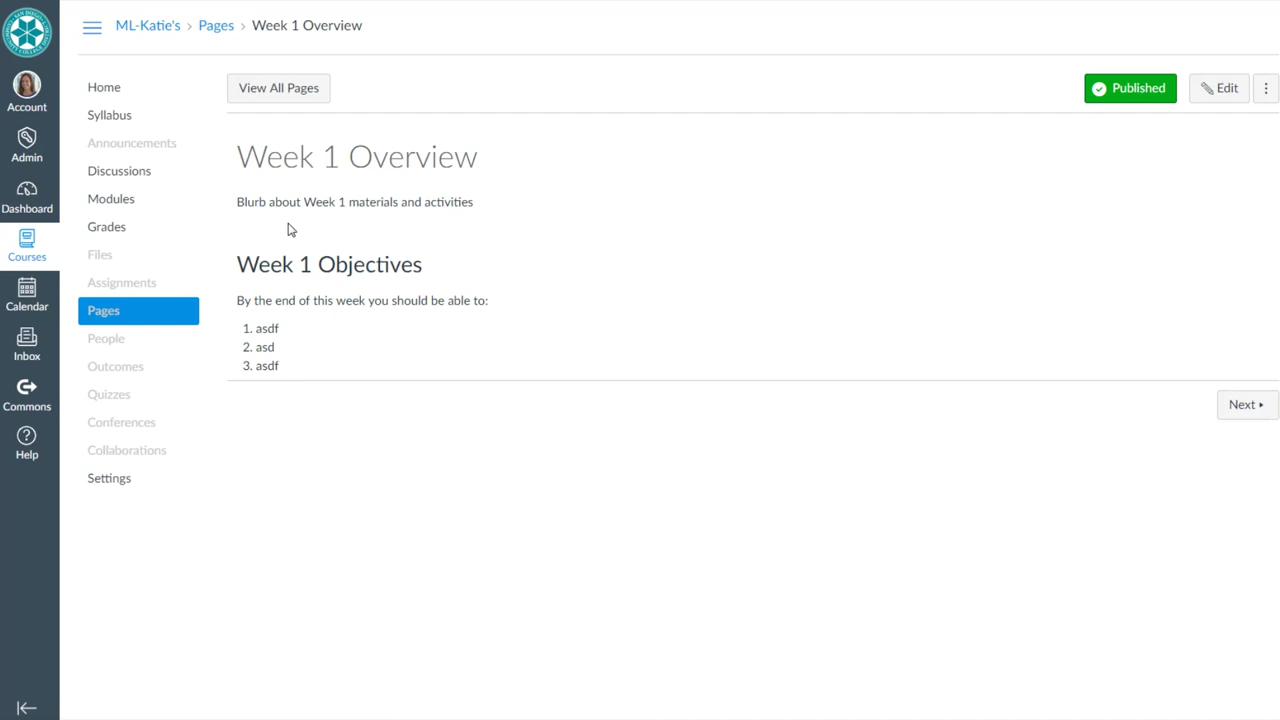 ML-Katie's › Pages › Week 1 Overview
Account
Admin
Dashboard
Courses
Calendar
Inbox
Commons
Help
Home
Syllabus
Announcements
Discussions
Modules
Grades
Files
Assignments
Pages
People
Outcomes
Quizzes
Conferences
Collaborations
Settings
View All Pages
Published
Edit
Week 1 Overview
Blurb about Week 1 materials and activities
Week 1 Objectives
By the end of this week you should be able to:
1. asdf
2. asd
3. asdf
Next